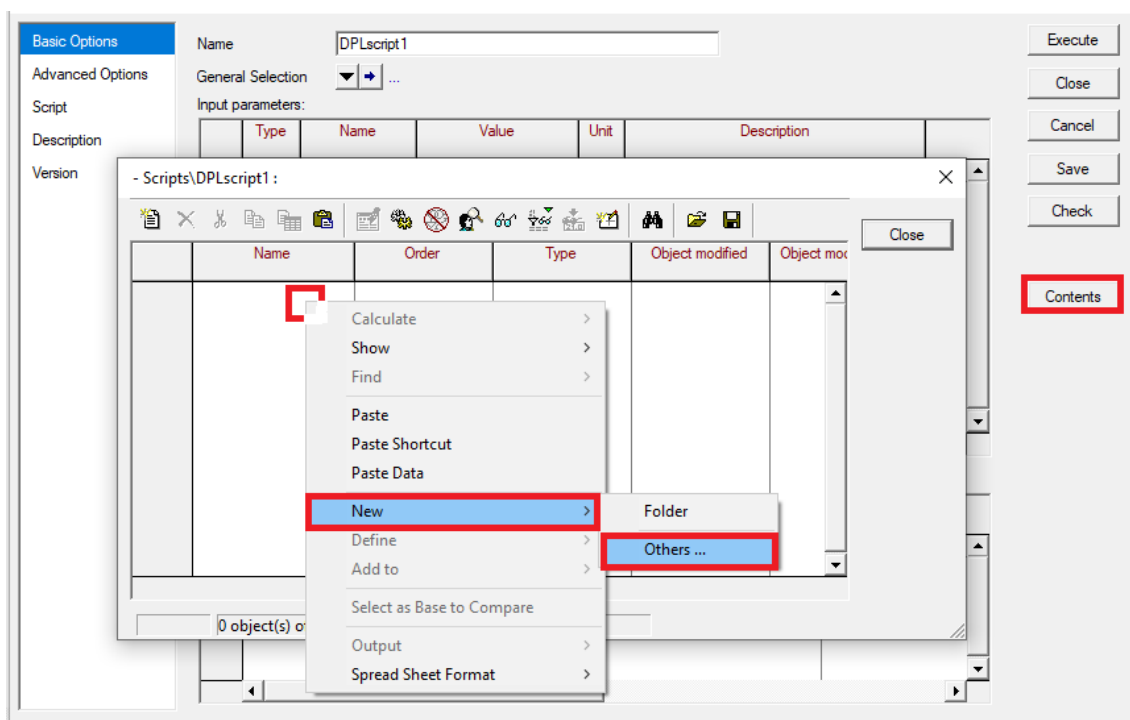 Basic Options
Advanced Options
Script
Description
Version
Name DPLscript1
General Selection ...
Input parameters:
Type Name Value Unit Description
Execute
Close
Cancel
Save
Check
Contents
- Scripts\DPLscript1 :
Close
Name Order Type Object modified Object mod
Calculate
Show
Find
Paste
Paste Shortcut
Paste Data
New
Define
Add to
Select as Base to Compare
Output
Spread Sheet Format
Folder
Others ...
0 object(s) o